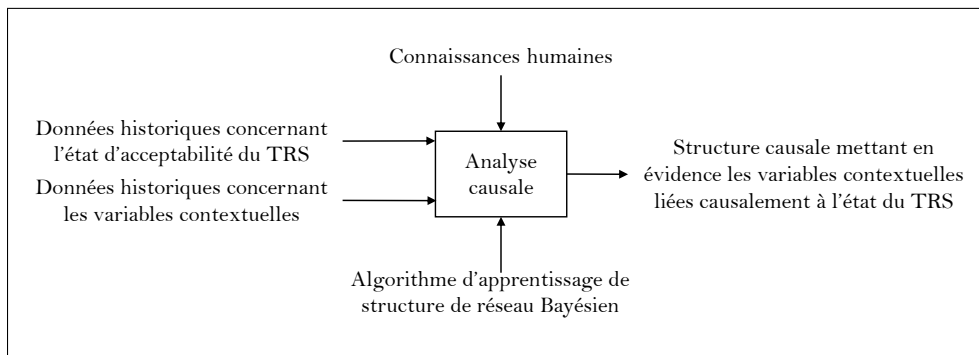 Connaissances humaines
Données historiques concernant
l'état d'acceptabilité du TRS
Données historiques concernant
les variables contextuelles
Analyse
causale
Structure causale mettant en
évidence les variables contextuelles
liées causalement à l'état du TRS
Algorithme d'apprentissage de
structure de réseau Bayésien